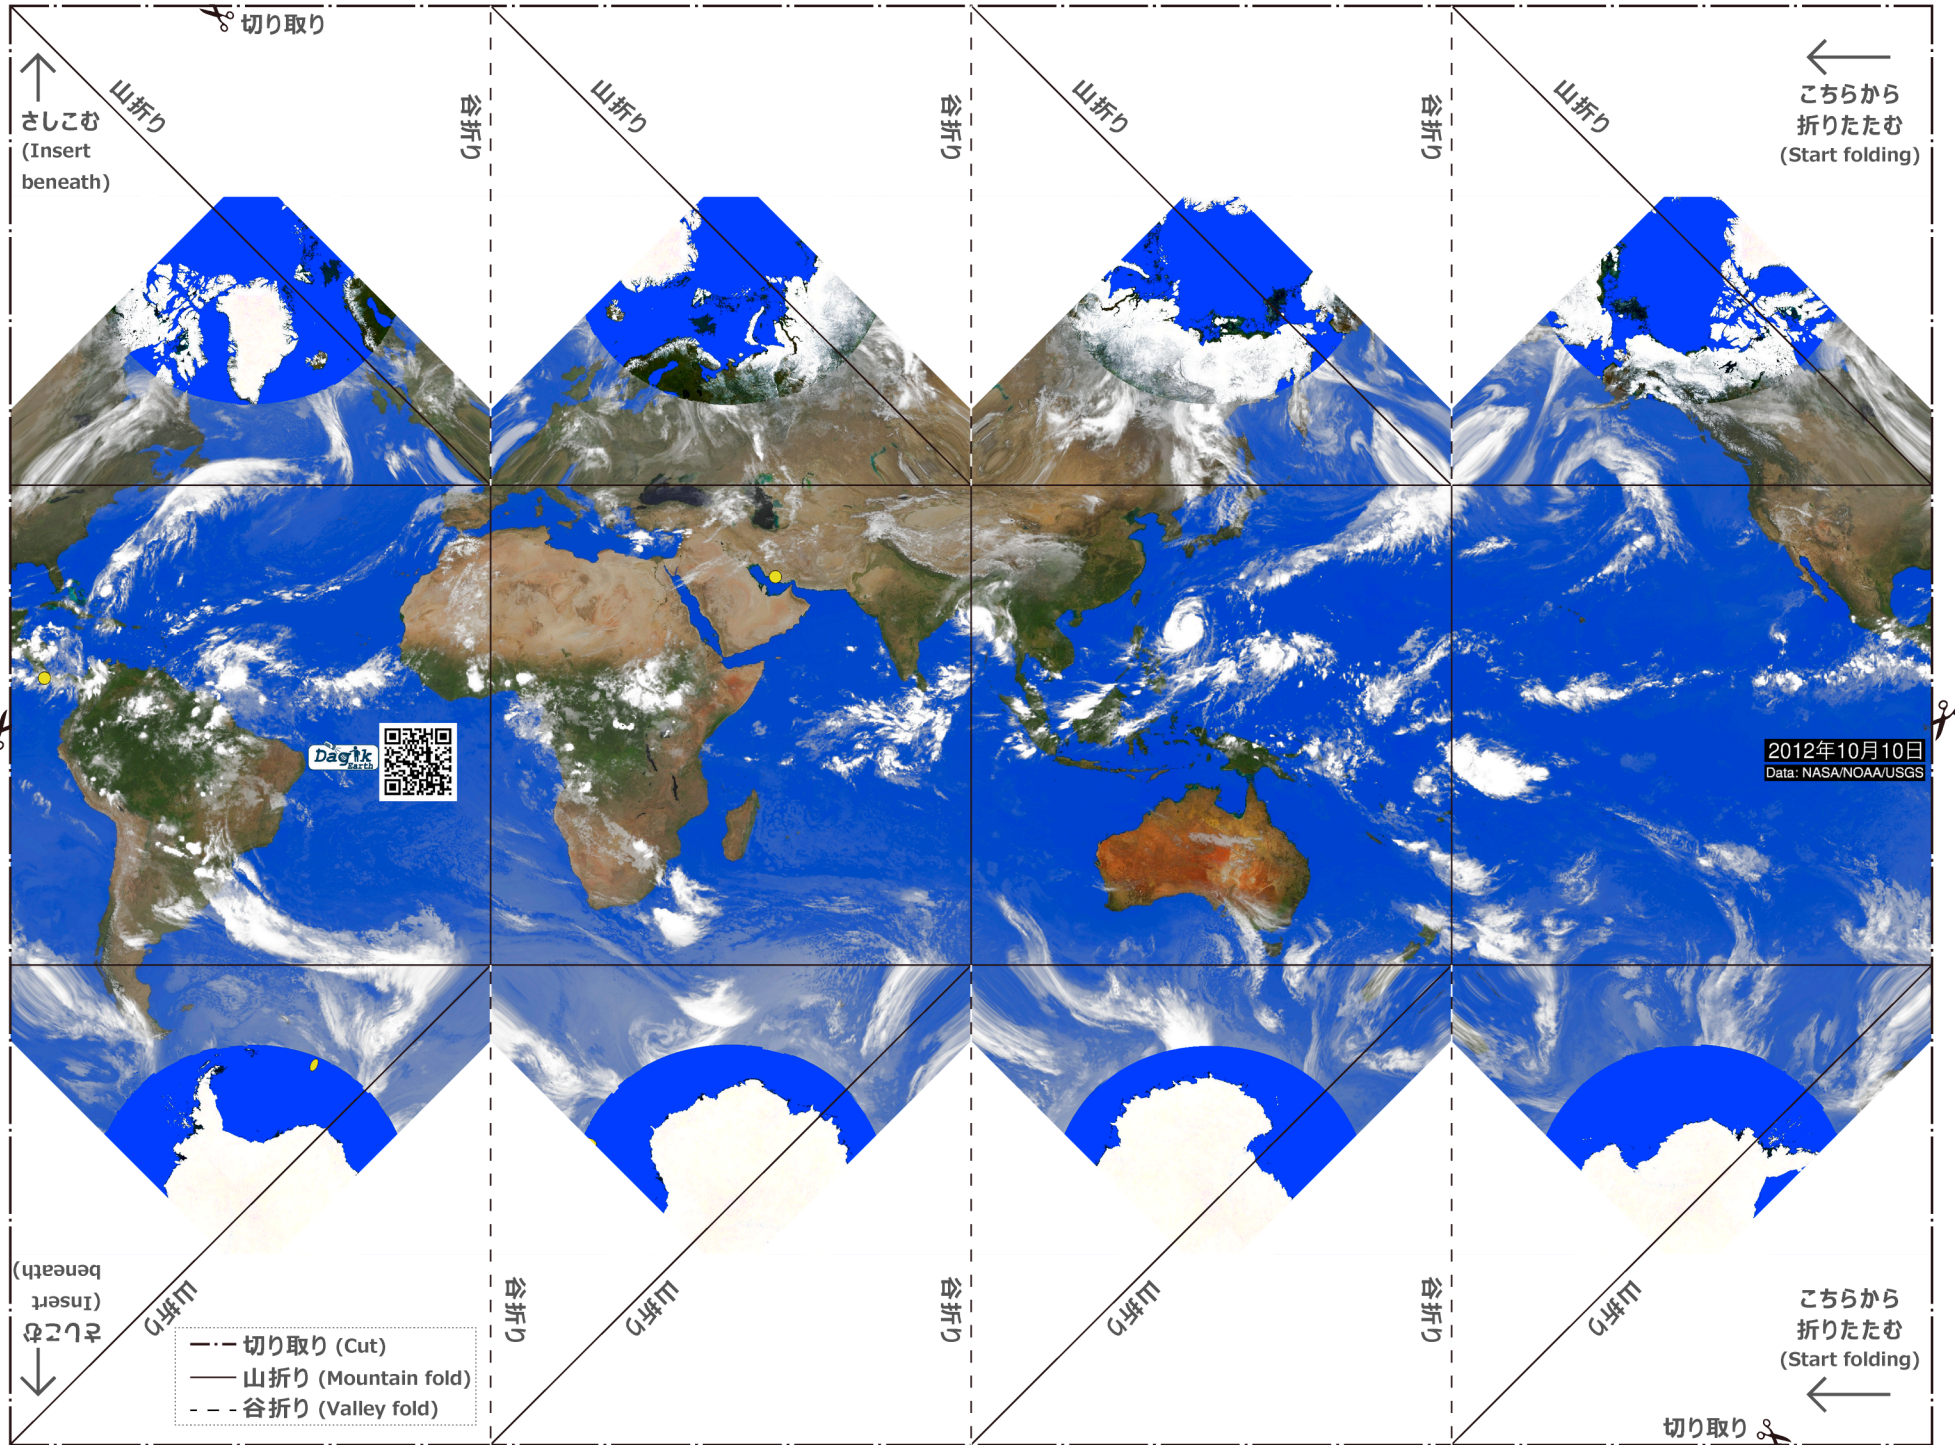 切り取り
さしこむ
(Insert
beneath)
山折り
谷折り
山折り
谷折り
山折り
谷折り
山折り
こちらから
折りたたむ
(Start folding)
Dagik
Earth
2012年10月10日
Data: NASA/NOAA/USGS
さしこむ
(Insert
beneath)
山折り
谷折り
山折り
谷折り
山折り
谷折り
山折り
こちらから
折りたたむ
(Start folding)
切り取り (Cut)
山折り (Mountain fold)
谷折り (Valley fold)
切り取り